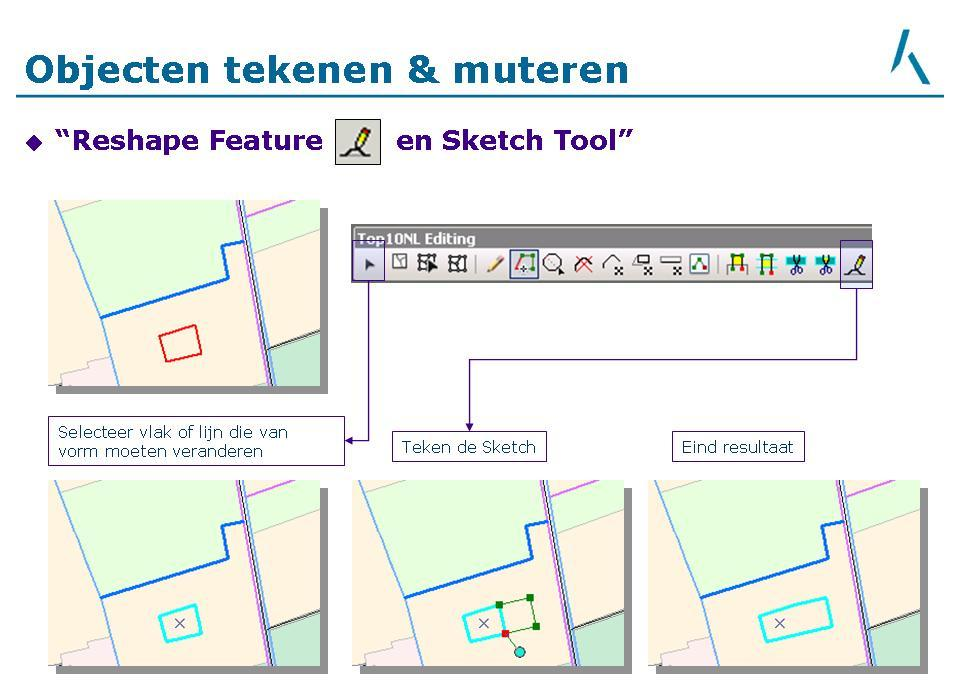 Objecten tekenen & muteren
“Reshape Feature en Sketch Tool”
Top10NL Editing
Selecteer vlak of lijn die van
vorm moeten veranderen
Teken de Sketch
Eind resultaat